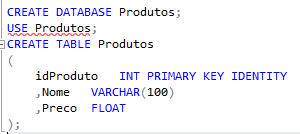 CREATE DATABASE Produtos;
USE Produtos;
CREATE TABLE Produtos
(
    idProduto   INT PRIMARY KEY IDENTITY
    ,Nome   VARCHAR(100)
    ,Preco  FLOAT
);